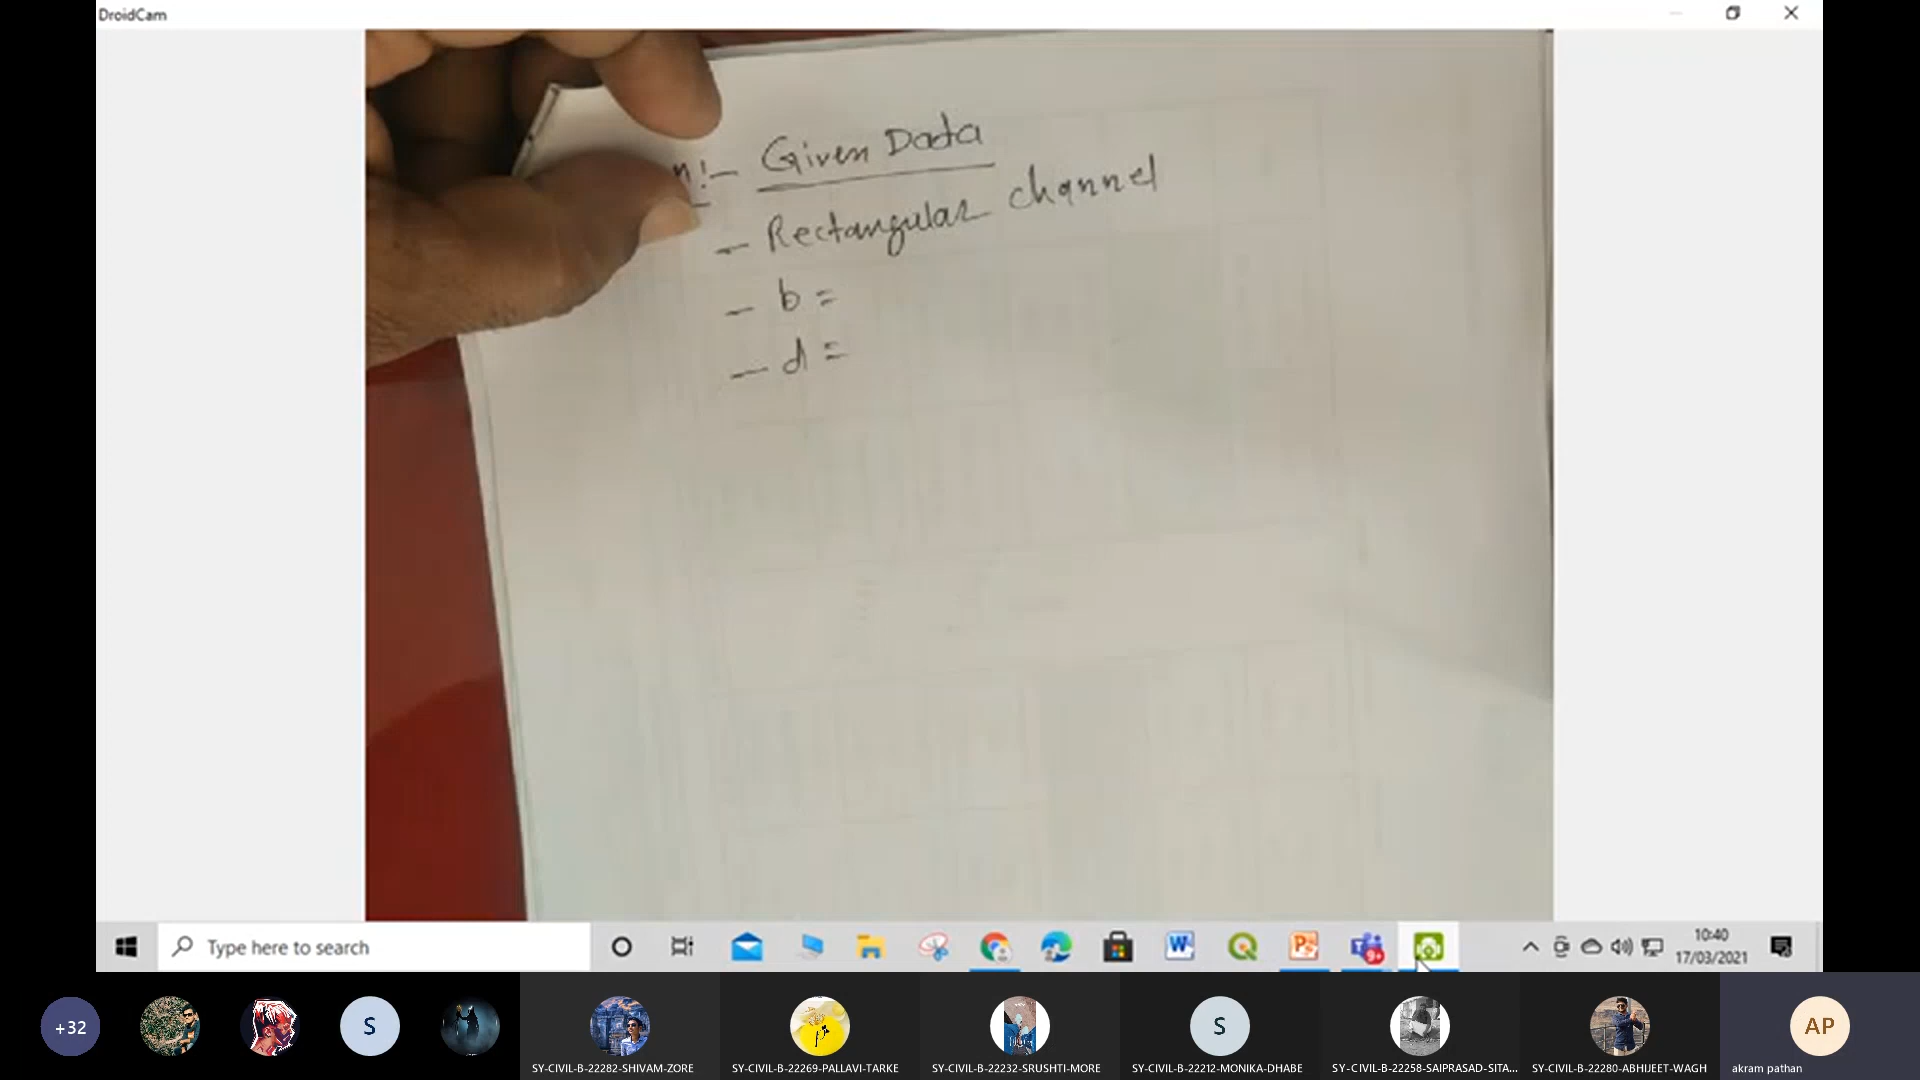 DroidCam
n:- Given Data
- Rectangular channel
- b =
- d =
Type here to search
9+
10:40
17/03/2021
+32
S
S
AP
SY-CIVIL-B-22282-SHIVAM-ZORE
SY-CIVIL-B-22269-PALLAVI-TARKE
SY-CIVIL-B-22232-SRUSHTI-MORE
SY-CIVIL-B-22212-MONIKA-DHABE
SY-CIVIL-B-22258-SAIPRASAD-SITA...
SY-CIVIL-B-22280-ABHIJEET-WAGH
akram pathan